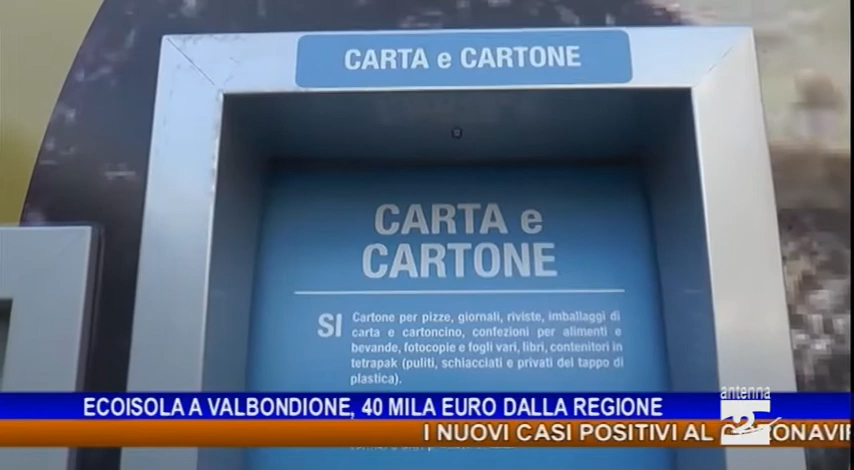 CARTA e CARTONE
CARTA e
CARTONE
SI Cartone per pizze, giornali, riviste, imballaggi di
carta e cartoncino, confezioni per alimenti e
bevande, fotocopie e fogli vari, libri, contenitori in
tetrapak (puliti, schiacciati e privati del tappo di
plastica).
ECOISOLA A VALBONDIONE, 40 MILA EURO DALLA REGIONE
antenna
2
I NUOVI CASI POSITIVI AL